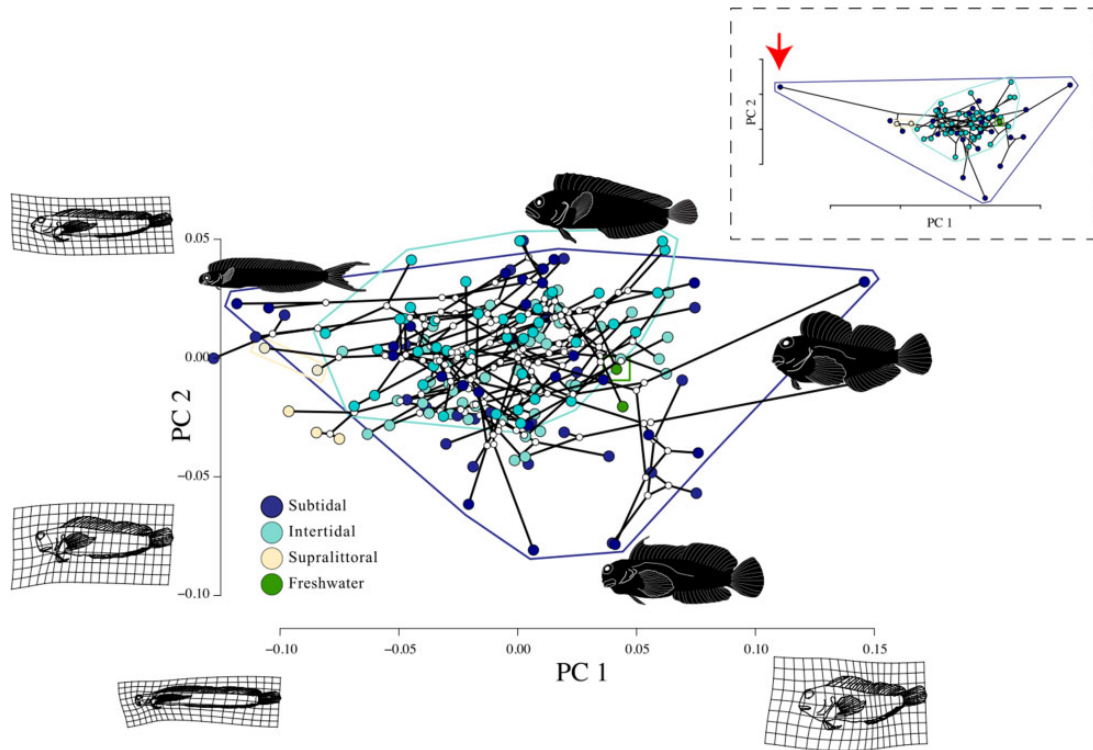 PC 2
PC 1
0.05
0.00
−0.05
−0.10
PC 2
Subtidal
Intertidal
Supralittoral
Freshwater
−0.10 −0.05 0.00 0.05 0.10 0.15
PC 1